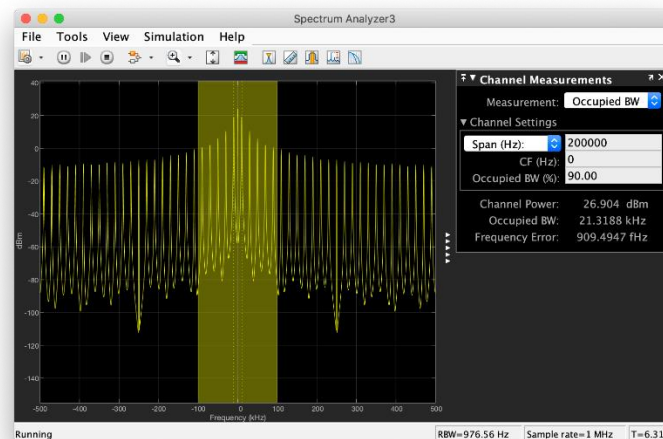 Spectrum Analyzer3
File Tools View Simulation Help
40
20
0
-20
-40
-60
-80
-100
-120
-140
dBm
-500 -400 -300 -200 -100 0 100 200 300 400 500
Frequency (kHz)
Channel Measurements
Measurement: Occupied BW
Channel Settings
Span (Hz): 200000
CF (Hz): 0
Occupied BW (%): 90.00
Channel Power: 26.904 dBm
Occupied BW: 21.3188 kHz
Frequency Error: 909.4947 fHz
Running RBW=976.56 Hz Sample rate=1 MHz T=6.31